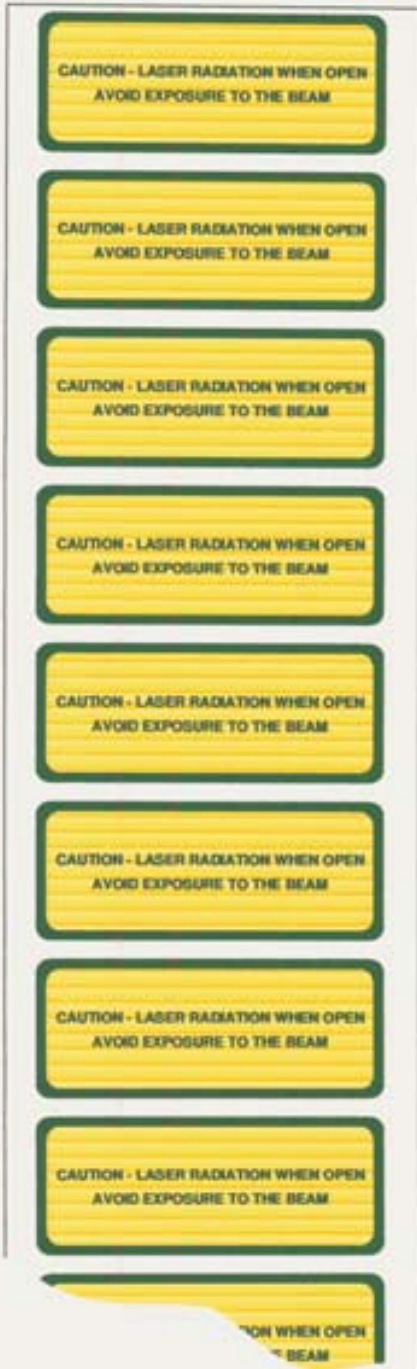 CAUTION - LASER RADIATION WHEN OPEN
AVOID EXPOSURE TO THE BEAM
CAUTION - LASER RADIATION WHEN OPEN
AVOID EXPOSURE TO THE BEAM
CAUTION - LASER RADIATION WHEN OPEN
AVOID EXPOSURE TO THE BEAM
CAUTION - LASER RADIATION WHEN OPEN
AVOID EXPOSURE TO THE BEAM
CAUTION - LASER RADIATION WHEN OPEN
AVOID EXPOSURE TO THE BEAM
CAUTION - LASER RADIATION WHEN OPEN
AVOID EXPOSURE TO THE BEAM
CAUTION - LASER RADIATION WHEN OPEN
AVOID EXPOSURE TO THE BEAM
CAUTION - LASER RADIATION WHEN OPEN
AVOID EXPOSURE TO THE BEAM
WHEN OPEN
BEAM